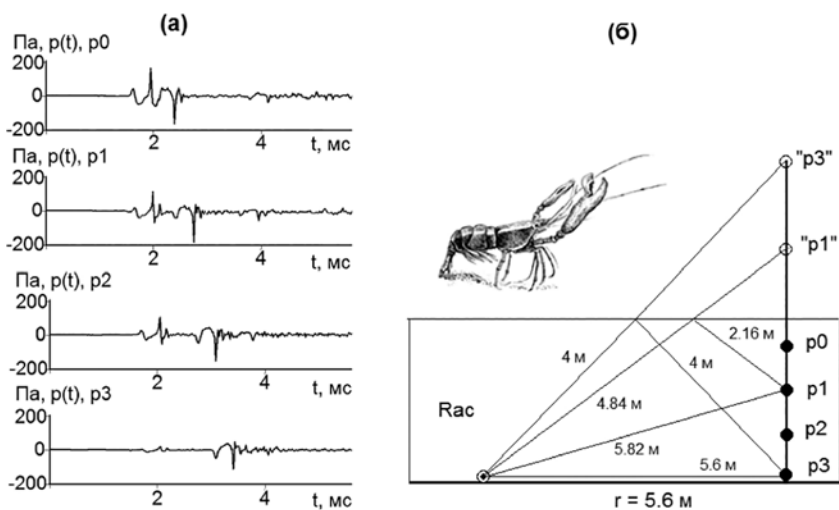 (а)
Па, p(t), p0
200
0
-200
2
4
t, мс
Па, p(t), p1
200
0
-200
2
4
t, мс
Па, p(t), p2
200
0
-200
2
4
t, мс
Па, p(t), p3
200
0
-200
2
4
t, мс
(б)
"p3"
"p1"
2.16 м
p0
4 м
4 м
p1
Rac
4.84 м
5.82 м
p2
5.6 м
p3
r = 5.6 м